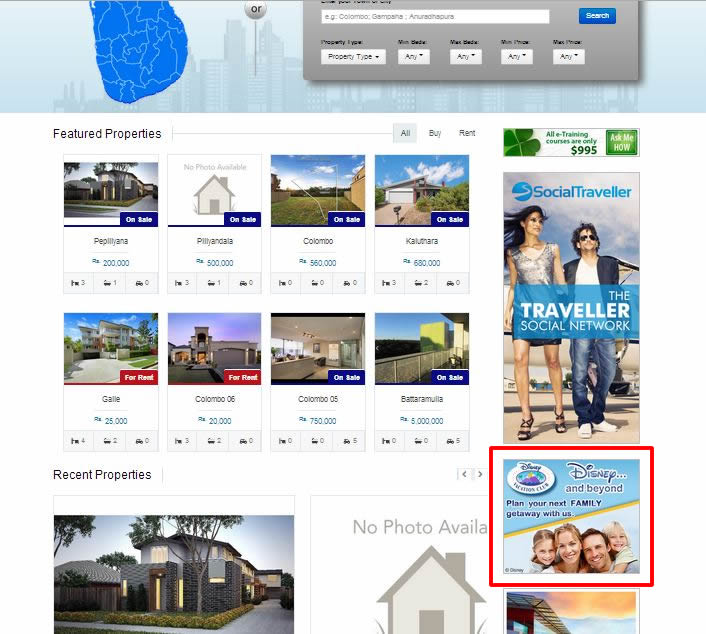 Enter your Town or City
or
e.g: Colombo; Gampaha ; Anuradhapura
Search
Property Type:
Min Beds:
Max Beds:
Min Price:
Max Price:
Property Type
Any
Any
Any
Any
Featured Properties
All
Buy
Rent
On Sale
No Photo Available
On Sale
On Sale
On Sale
Pepiliyana
Piliyandala
Colombo
Kaluthara
Rs. 200,000
Rs. 500,000
Rs. 560,000
Rs. 680,000
3 1 0
3 1 0
0 0 0
3 2 0
For Rent
For Rent
On Sale
On Sale
Galle
Colombo 06
Colombo 05
Battaramulla
Rs. 25,000
Rs. 20,000
Rs. 750,000
Rs. 5,000,000
4 2 0
3 2 0
0 0 5
0 0 5
Recent Properties
No Photo Availa
All e-Training
courses are only
$995
Ask Me
HOW
SocialTraveller
THE
TRAVELLER
SOCIAL NETWORK
Disney
VACATION CLUB
DISNEY...
and beyond
Plan your next FAMILY
getaway with us.
© Disney